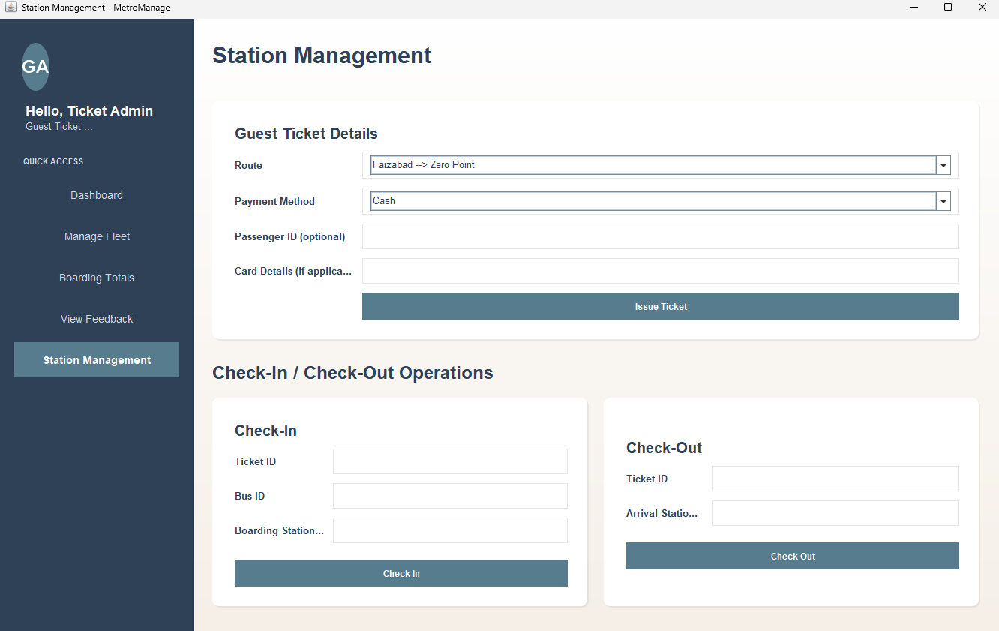 Station Management - MetroManage
GA
Hello, Ticket Admin
Guest Ticket ...
QUICK ACCESS
Dashboard
Manage Fleet
Boarding Totals
View Feedback
Station Management
Station Management
Guest Ticket Details
Route
Faizabad --> Zero Point
Payment Method
Cash
Passenger ID (optional)
Card Details (if applica...
Issue Ticket
Check-In / Check-Out Operations
Check-In
Ticket ID
Bus ID
Boarding Station...
Check In
Check-Out
Ticket ID
Arrival Statio...
Check Out